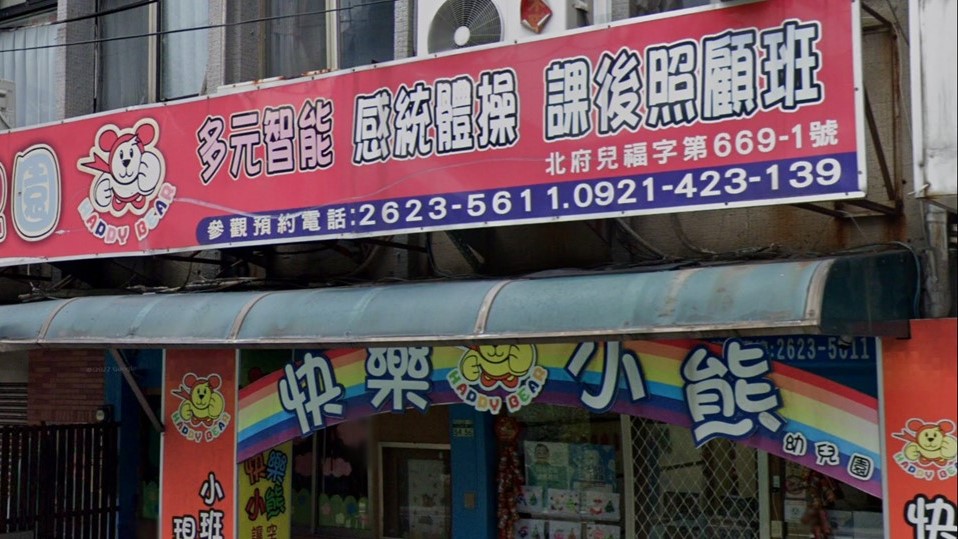 園
HADDY BEAR
多元智能 感統體操 課後照顧班
北府兒福字第669-1號
參觀預約電話:2623-5611.0921-423-139
快樂小熊
幼兒園
HADDY BEAR
2623-5611
HADDY BEAR
小班
現
快樂
小熊
HADDY BEAR
快